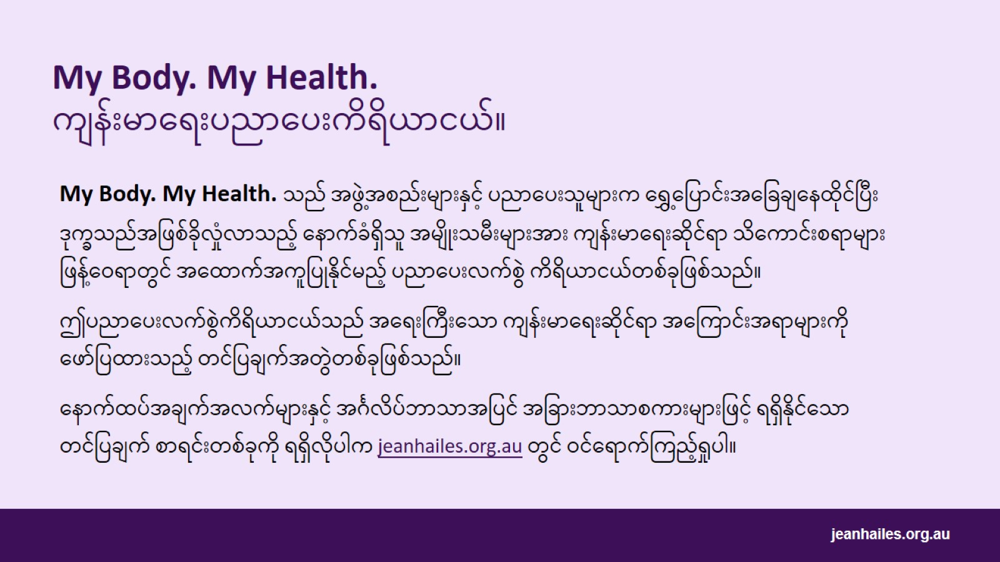 My Body. My Health.
ကျန်းမာရေးပညာပေးကိရိယာငယ်။
My Body. My Health. သည် အဖွဲ့အစည်းများနှင့် ပညာပေးသူများက ရွှေ့ပြောင်းအခြေချနေထိုင်ပြီး
ဒုက္ခသည်အဖြစ်ခိုလှုံလာသည့် နောက်ခံရှိသူ အမျိုးသမီးများအား ကျန်းမာရေးဆိုင်ရာ သိကောင်းစရာများ
ဖြန့်ဝေရာတွင် အထောက်အကူပြုနိုင်မည့် ပညာပေးလက်စွဲ ကိရိယာငယ်တစ်ခုဖြစ်သည်။
ဤပညာပေးလက်စွဲကိရိယာငယ်သည် အရေးကြီးသော ကျန်းမာရေးဆိုင်ရာ အကြောင်းအရာများကို
ဖော်ပြထားသည့် တင်ပြချက်အတွဲတစ်ခုဖြစ်သည်။
နောက်ထပ်အချက်အလက်များနှင့် အင်္ဂလိပ်ဘာသာအပြင် အခြားဘာသာစကားများဖြင့် ရရှိနိုင်သော
တင်ပြချက် စာရင်းတစ်ခုကို ရရှိလိုပါက jeanhailes.org.au တွင် ဝင်ရောက်ကြည့်ရှုပါ။
jeanhailes.org.au